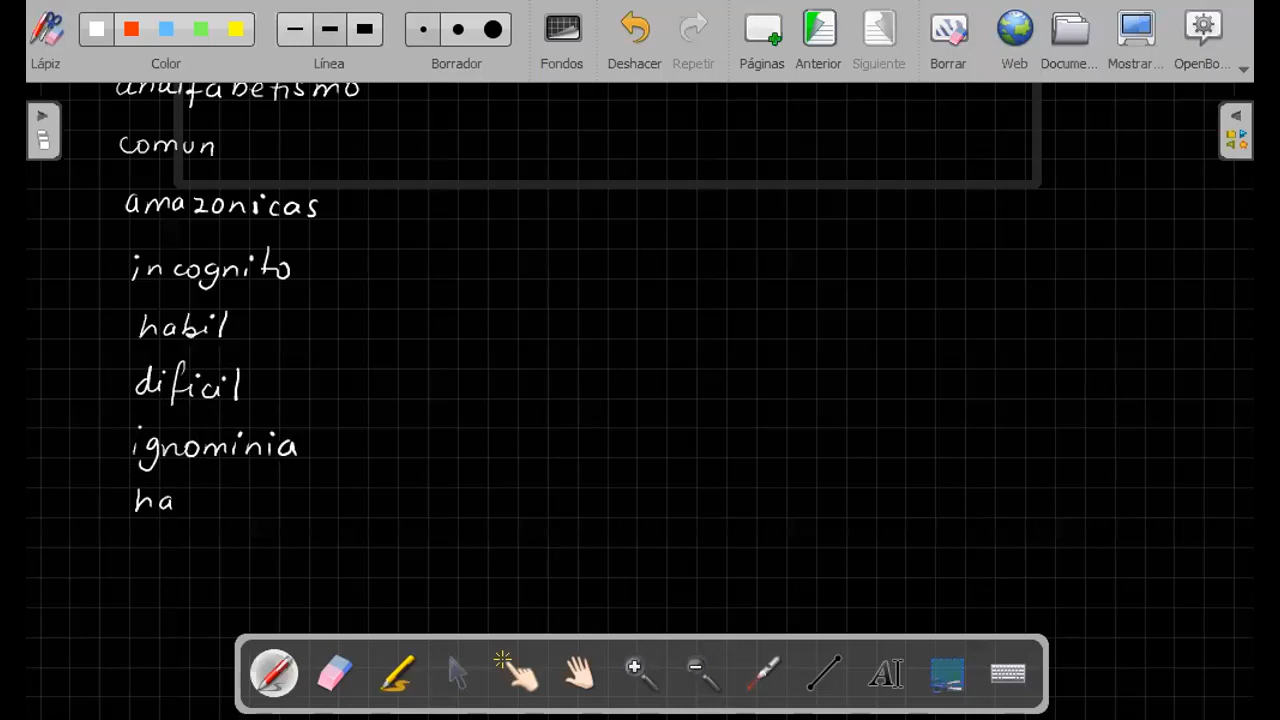 Lápiz Color Línea Borrador Fondos Deshacer Repetir Páginas Anterior Siguiente Borrar Web Docume... Mostrar... OpenBo...
analfabetismo
comun
amazonicas
incognito
habil
dificil
ignominia
ha
AI